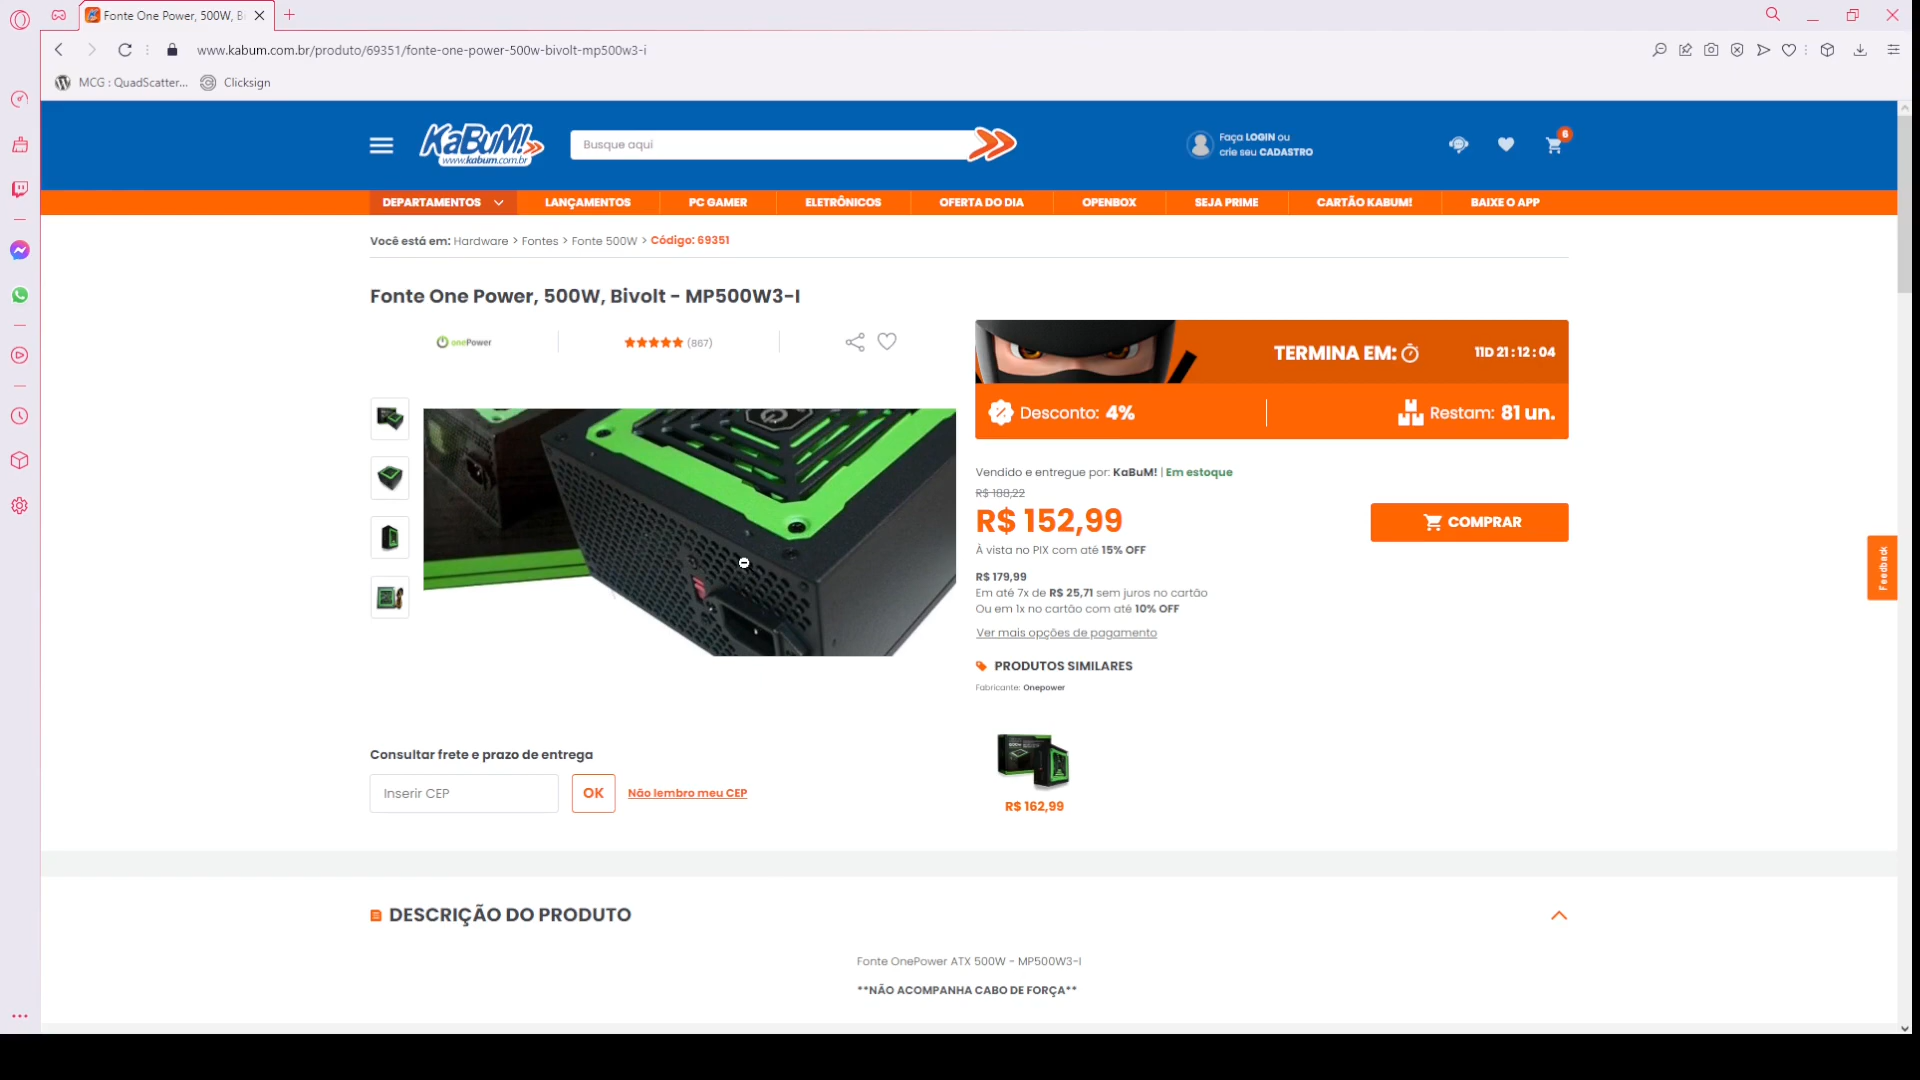 Fonte One Power, 500W, B
www.kabum.com.br/produto/69351/fonte-one-power-500w-bivolt-mp500w3-i
MCG : QuadScatter...
Clicksign
KaBuM!
www.kabum.com.br
Busque aqui
Faça LOGIN ou
crie seu CADASTRO
6
DEPARTAMENTOS
LANÇAMENTOS
PC GAMER
ELETRÔNICOS
OFERTA DO DIA
OPENBOX
SEJA PRIME
CARTÃO KABUM!
BAIXE O APP
Você está em: Hardware > Fontes > Fonte 500W > Código: 69351
Fonte One Power, 500W, Bivolt - MP500W3-I
onePower
(867)
TERMINA EM:
11D 21 : 12 : 04
Desconto: 4%
Restam: 81 un.
Vendido e entregue por: KaBuM! | Em estoque
R$ 188,22
R$ 152,99
COMPRAR
À vista no PIX com até 15% OFF
R$ 179,99
Em até 7x de R$ 25,71 sem juros no cartão
Ou em 1x no cartão com até 10% OFF
Ver mais opções de pagamento
PRODUTOS SIMILARES
Fabricante: Onepower
R$ 162,99
Feedback
Consultar frete e prazo de entrega
Inserir CEP
OK
Não lembro meu CEP
DESCRIÇÃO DO PRODUTO
Fonte OnePower ATX 500W - MP500W3-I
**NÃO ACOMPANHA CABO DE FORÇA**